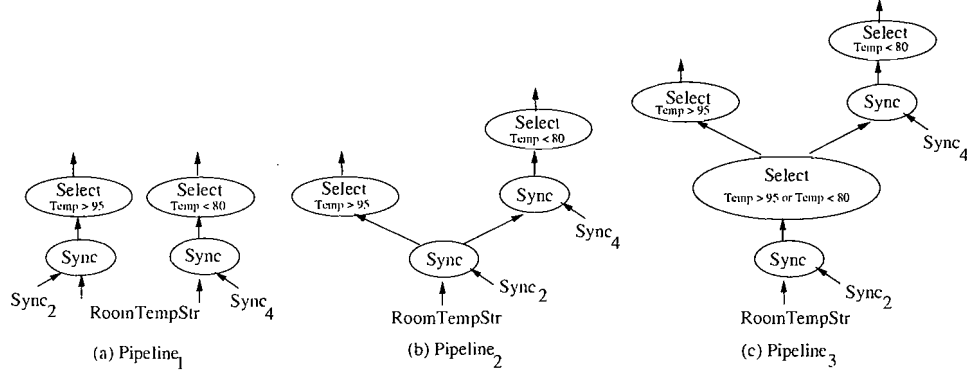 Select
Temp > 95
Sync
Sync2
Select
Temp < 80
Sync
Sync4
RoomTempStr
(a) Pipeline1
Select
Temp > 95
Select
Temp < 80
Sync
Sync4
Sync
Sync2
RoomTempStr
(b) Pipeline2
Select
Temp < 80
Select
Temp > 95
Sync
Sync4
Select
Temp > 95 or Temp < 80
Sync
Sync2
RoomTempStr
(c) Pipeline3